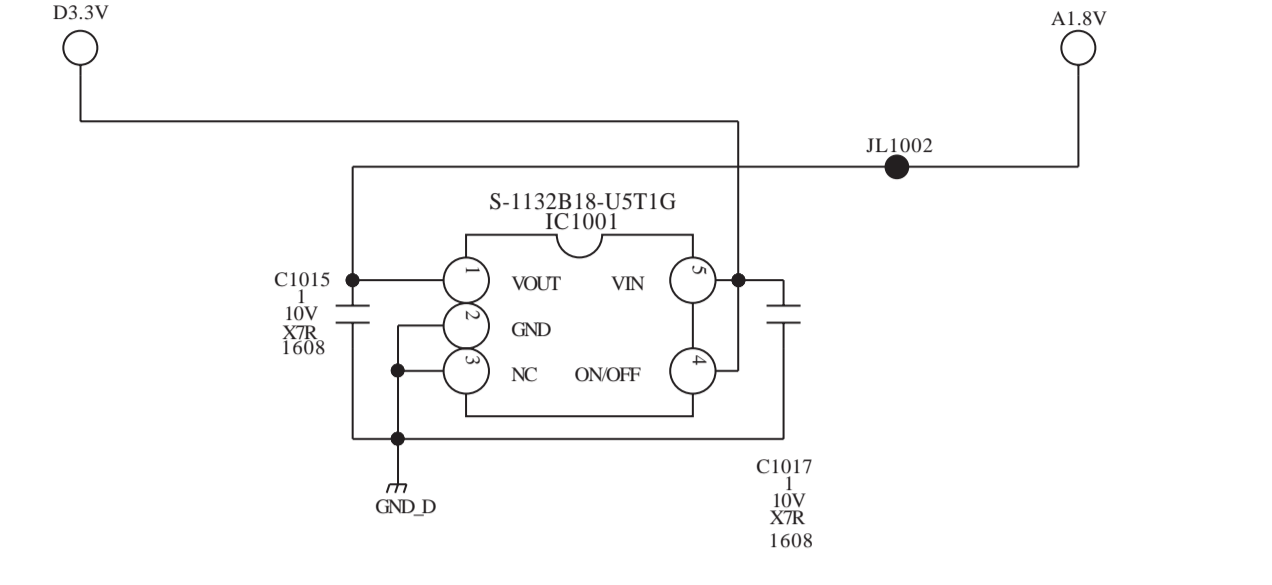 D3.3V
A1.8V
JL1002
S-1132B18-U5T1G
IC1001
C1015
1
10V
X7R
1608
1
VOUT
VIN
5
2
GND
3
NC
ON/OFF
4
GND_D
C1017
1
10V
X7R
1608